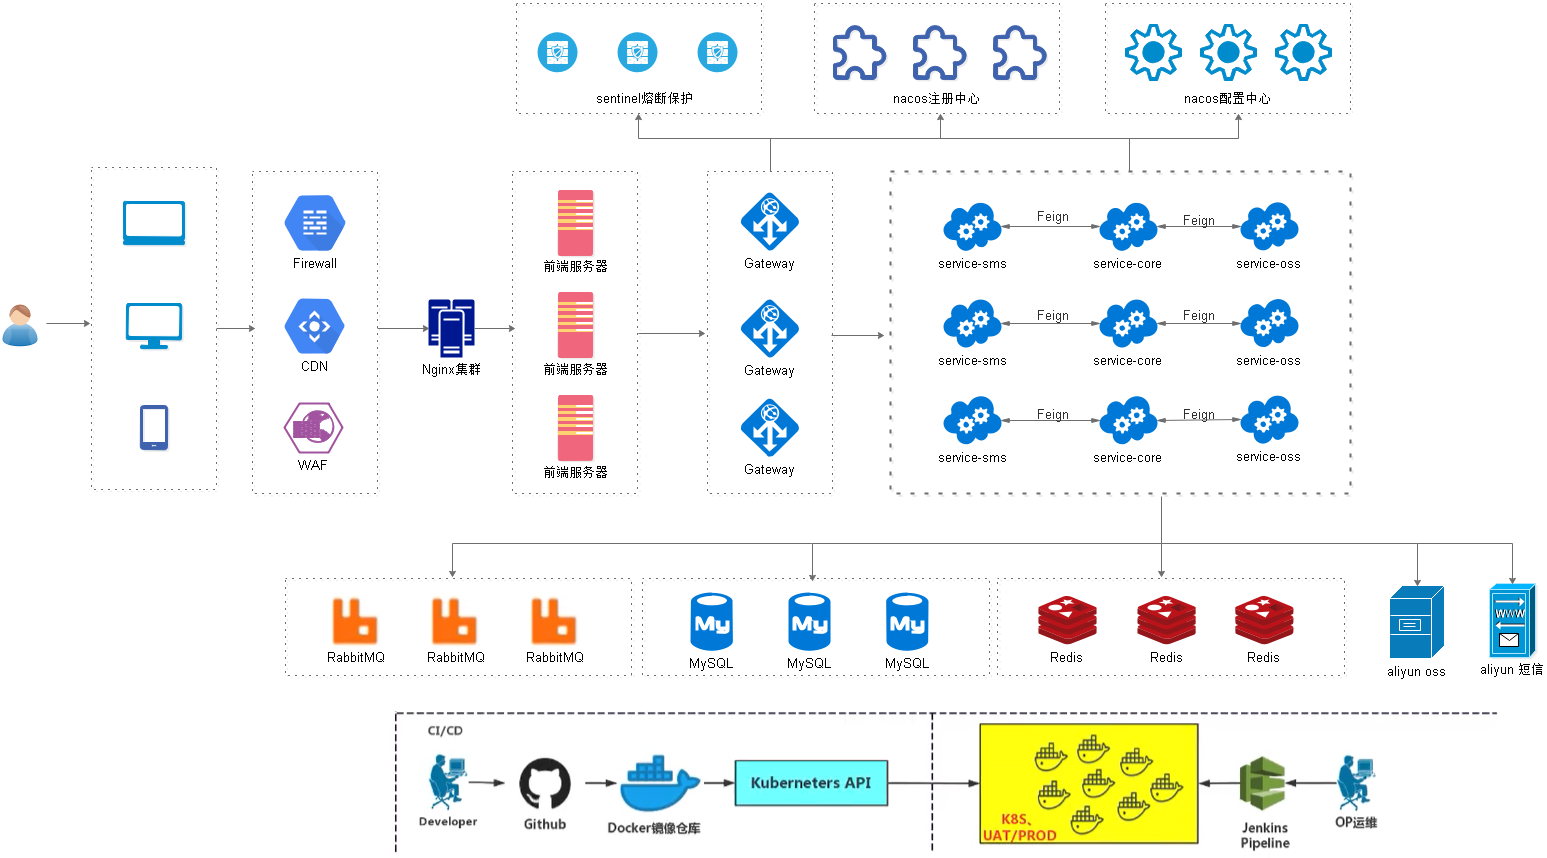 sentinel熔断保护
nacos注册中心
nacos配置中心
Firewall
CDN
WAF
Nginx集群
前端服务器
前端服务器
前端服务器
Gateway
Gateway
Gateway
Feign
Feign
service-sms
service-core
service-oss
Feign
Feign
service-sms
service-core
service-oss
Feign
Feign
service-sms
service-core
service-oss
RabbitMQ
RabbitMQ
RabbitMQ
My
My
My
MySQL
MySQL
MySQL
Redis
Redis
Redis
aliyun oss
WWW
aliyun 短信
CI/CD
Developer
Github
Docker镜像仓库
Kuberneters API
K8S、
UAT/PROD
Jenkins
Pipeline
OP运维